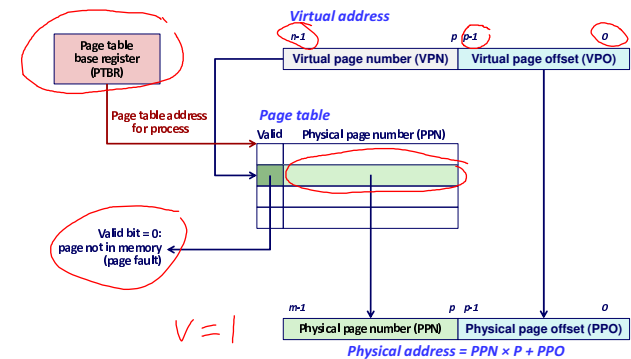 Virtual address
n-1 p p-1 0
Page table
base register
(PTBR)
Virtual page number (VPN) Virtual page offset (VPO)
Page table address
for process
Page table
Valid Physical page number (PPN)
Valid bit = 0:
page not in memory
(page fault)
V = 1
m-1 p p-1 0
Physical page number (PPN) Physical page offset (PPO)
Physical address = PPN × P + PPO